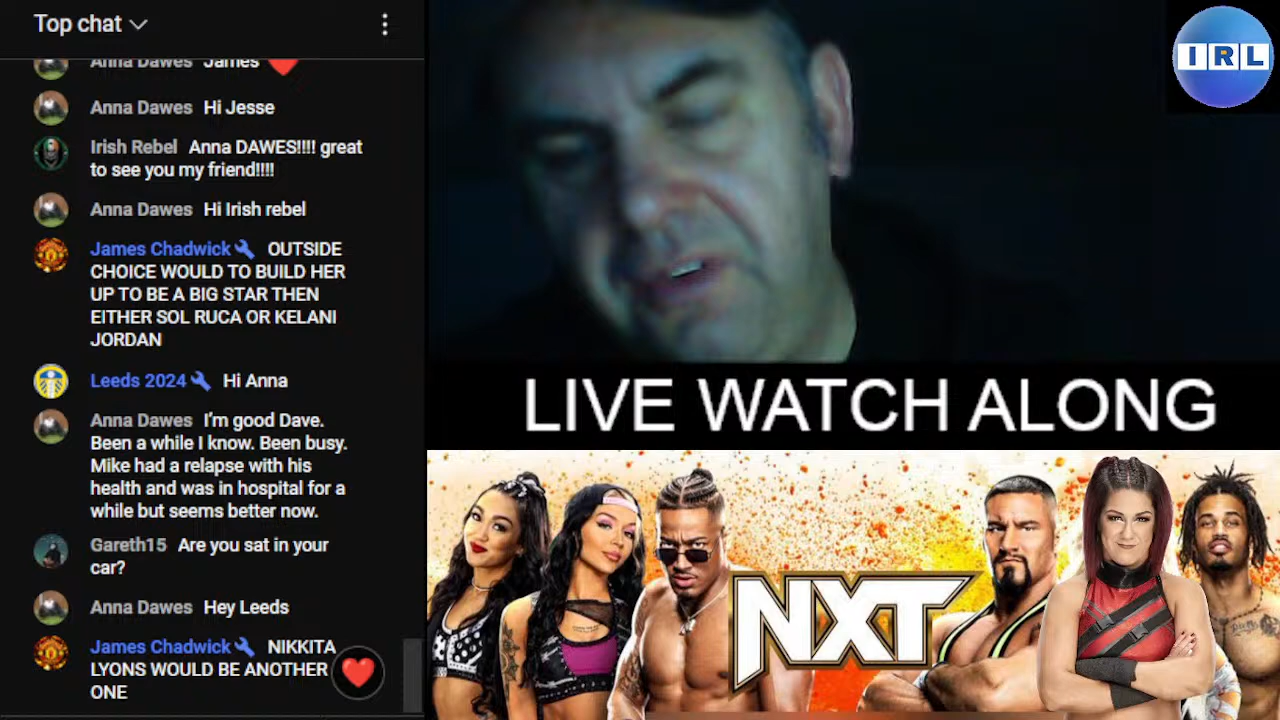 Top chat
Anna Dawes James
Anna Dawes Hi Jesse
Irish Rebel Anna DAWES!!!! great
to see you my friend!!!!
Anna Dawes Hi Irish rebel
James Chadwick OUTSIDE
CHOICE WOULD TO BUILD HER
UP TO BE A BIG STAR THEN
EITHER SOL RUCA OR KELANI
JORDAN
Leeds 2024 Hi Anna
Anna Dawes I'm good Dave.
Been a while I know. Been busy.
Mike had a relapse with his
health and was in hospital for a
while but seems better now.
Gareth15 Are you sat in your
car?
Anna Dawes Hey Leeds
James Chadwick NIKKITA
LYONS WOULD BE ANOTHER
ONE
IRL
LIVE WATCH ALONG
NXT